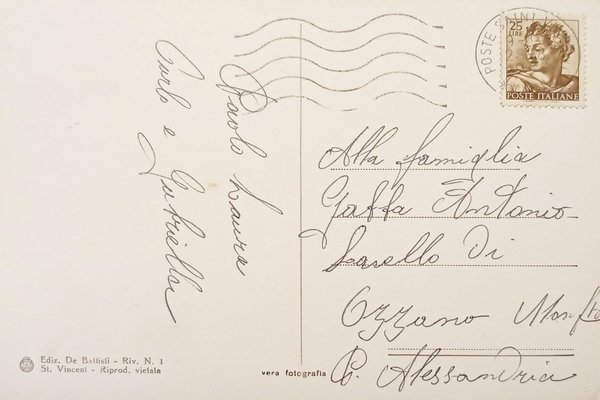 Paolo Laura
Carlo e Gabriella
Ediz. De Battisti - Riv. N. 1
St. Vincent - Riprod. vietata
vera fotografia
POSTE
25
LIRE
POSTE ITALIANE
Alla famiglia
Gaffa Antonio
Di
Ozzano Monf
Alessandria